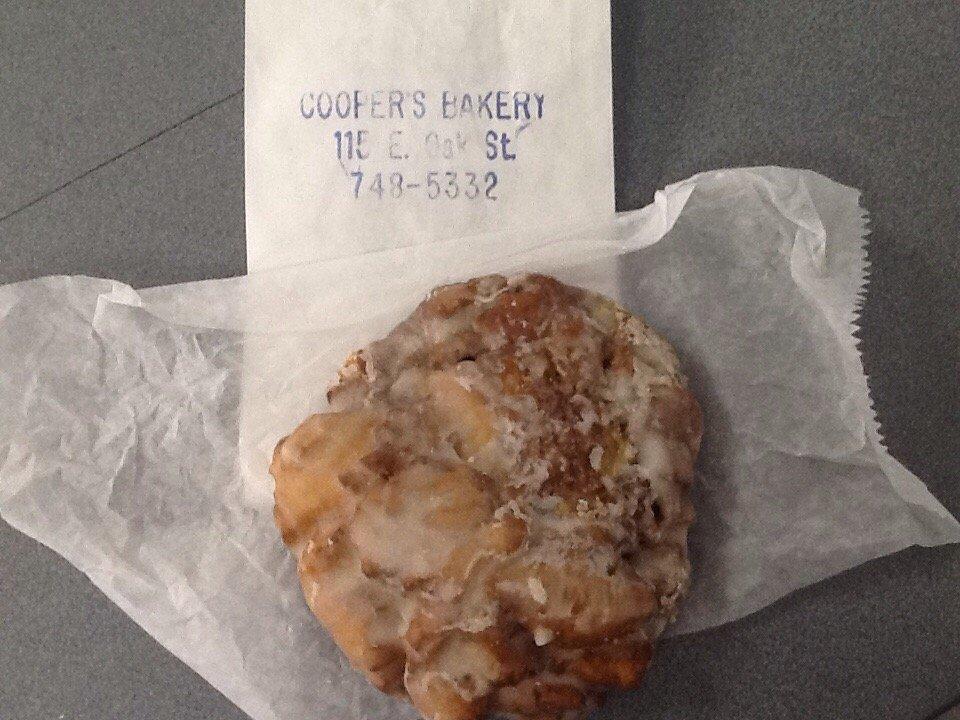 COOPER'S BAKERY
115 E. Oak St.
748-5332